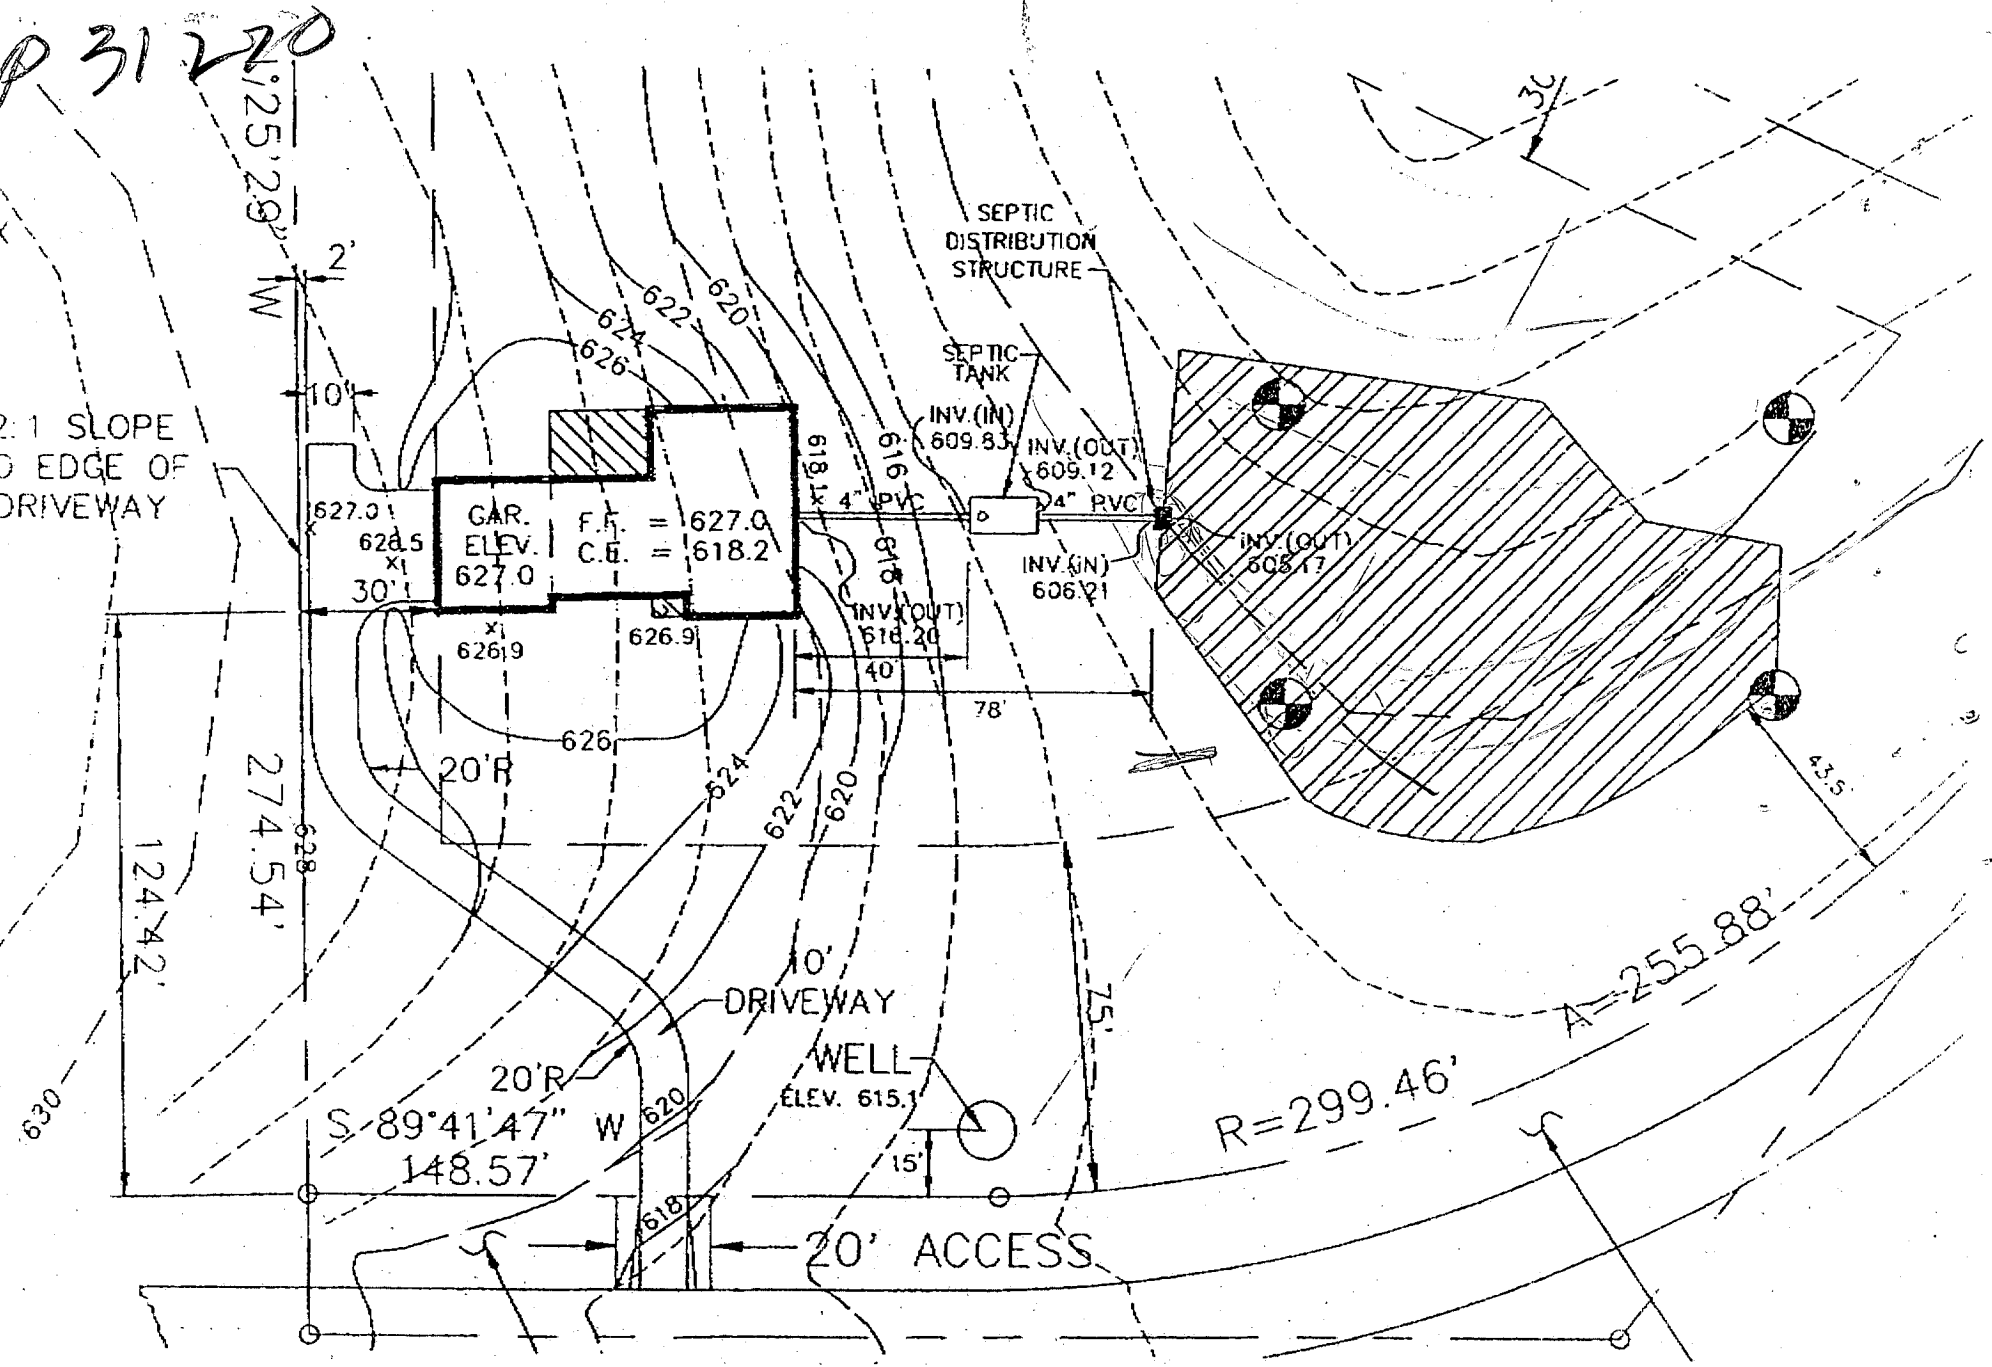 P 31220
°25'29" W
2'
30
SEPTIC
DISTRIBUTION
STRUCTURE
620
622
624
626
SEPTIC
TANK
10'
2:1 SLOPE
O EDGE OF
DRIVEWAY
INV.(IN)
609.83
INV.(OUT)
609.12
618.1x
616
4" PVC
4" PVC
627.0
x
626.5
x
GAR.
ELEV.
627.0
F.F. = 627.0
C.E. = 618.2
618
INV.(IN)
606.21
INV.(OUT)
605.17
30'
INV.(OUT)
616.20
x
626.9
626.9
40'
78'
626
20'R
624
622
620
43.5'
274.54'
628
124.42'
10'
DRIVEWAY
75'
A=255.88'
WELL
ELEV. 615.1
20'R
620
630
S 89°41'47" W
148.57'
15'
R=299.46'
618
20' ACCESS